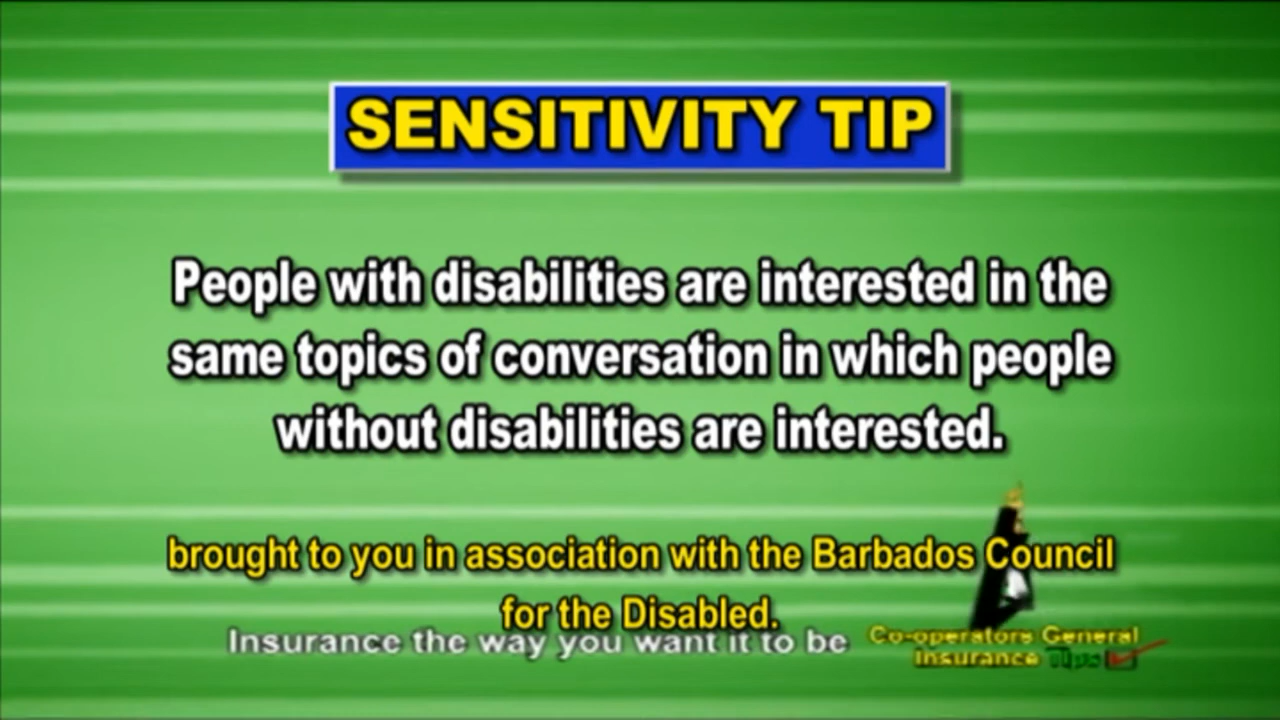 SENSITIVITY TIP
People with disabilities are interested in the
same topics of conversation in which people
without disabilities are interested.
brought to you in association with the Barbados Council
for the Disabled.
Insurance the way you want it to be
Co-operators General
Insurance Tips